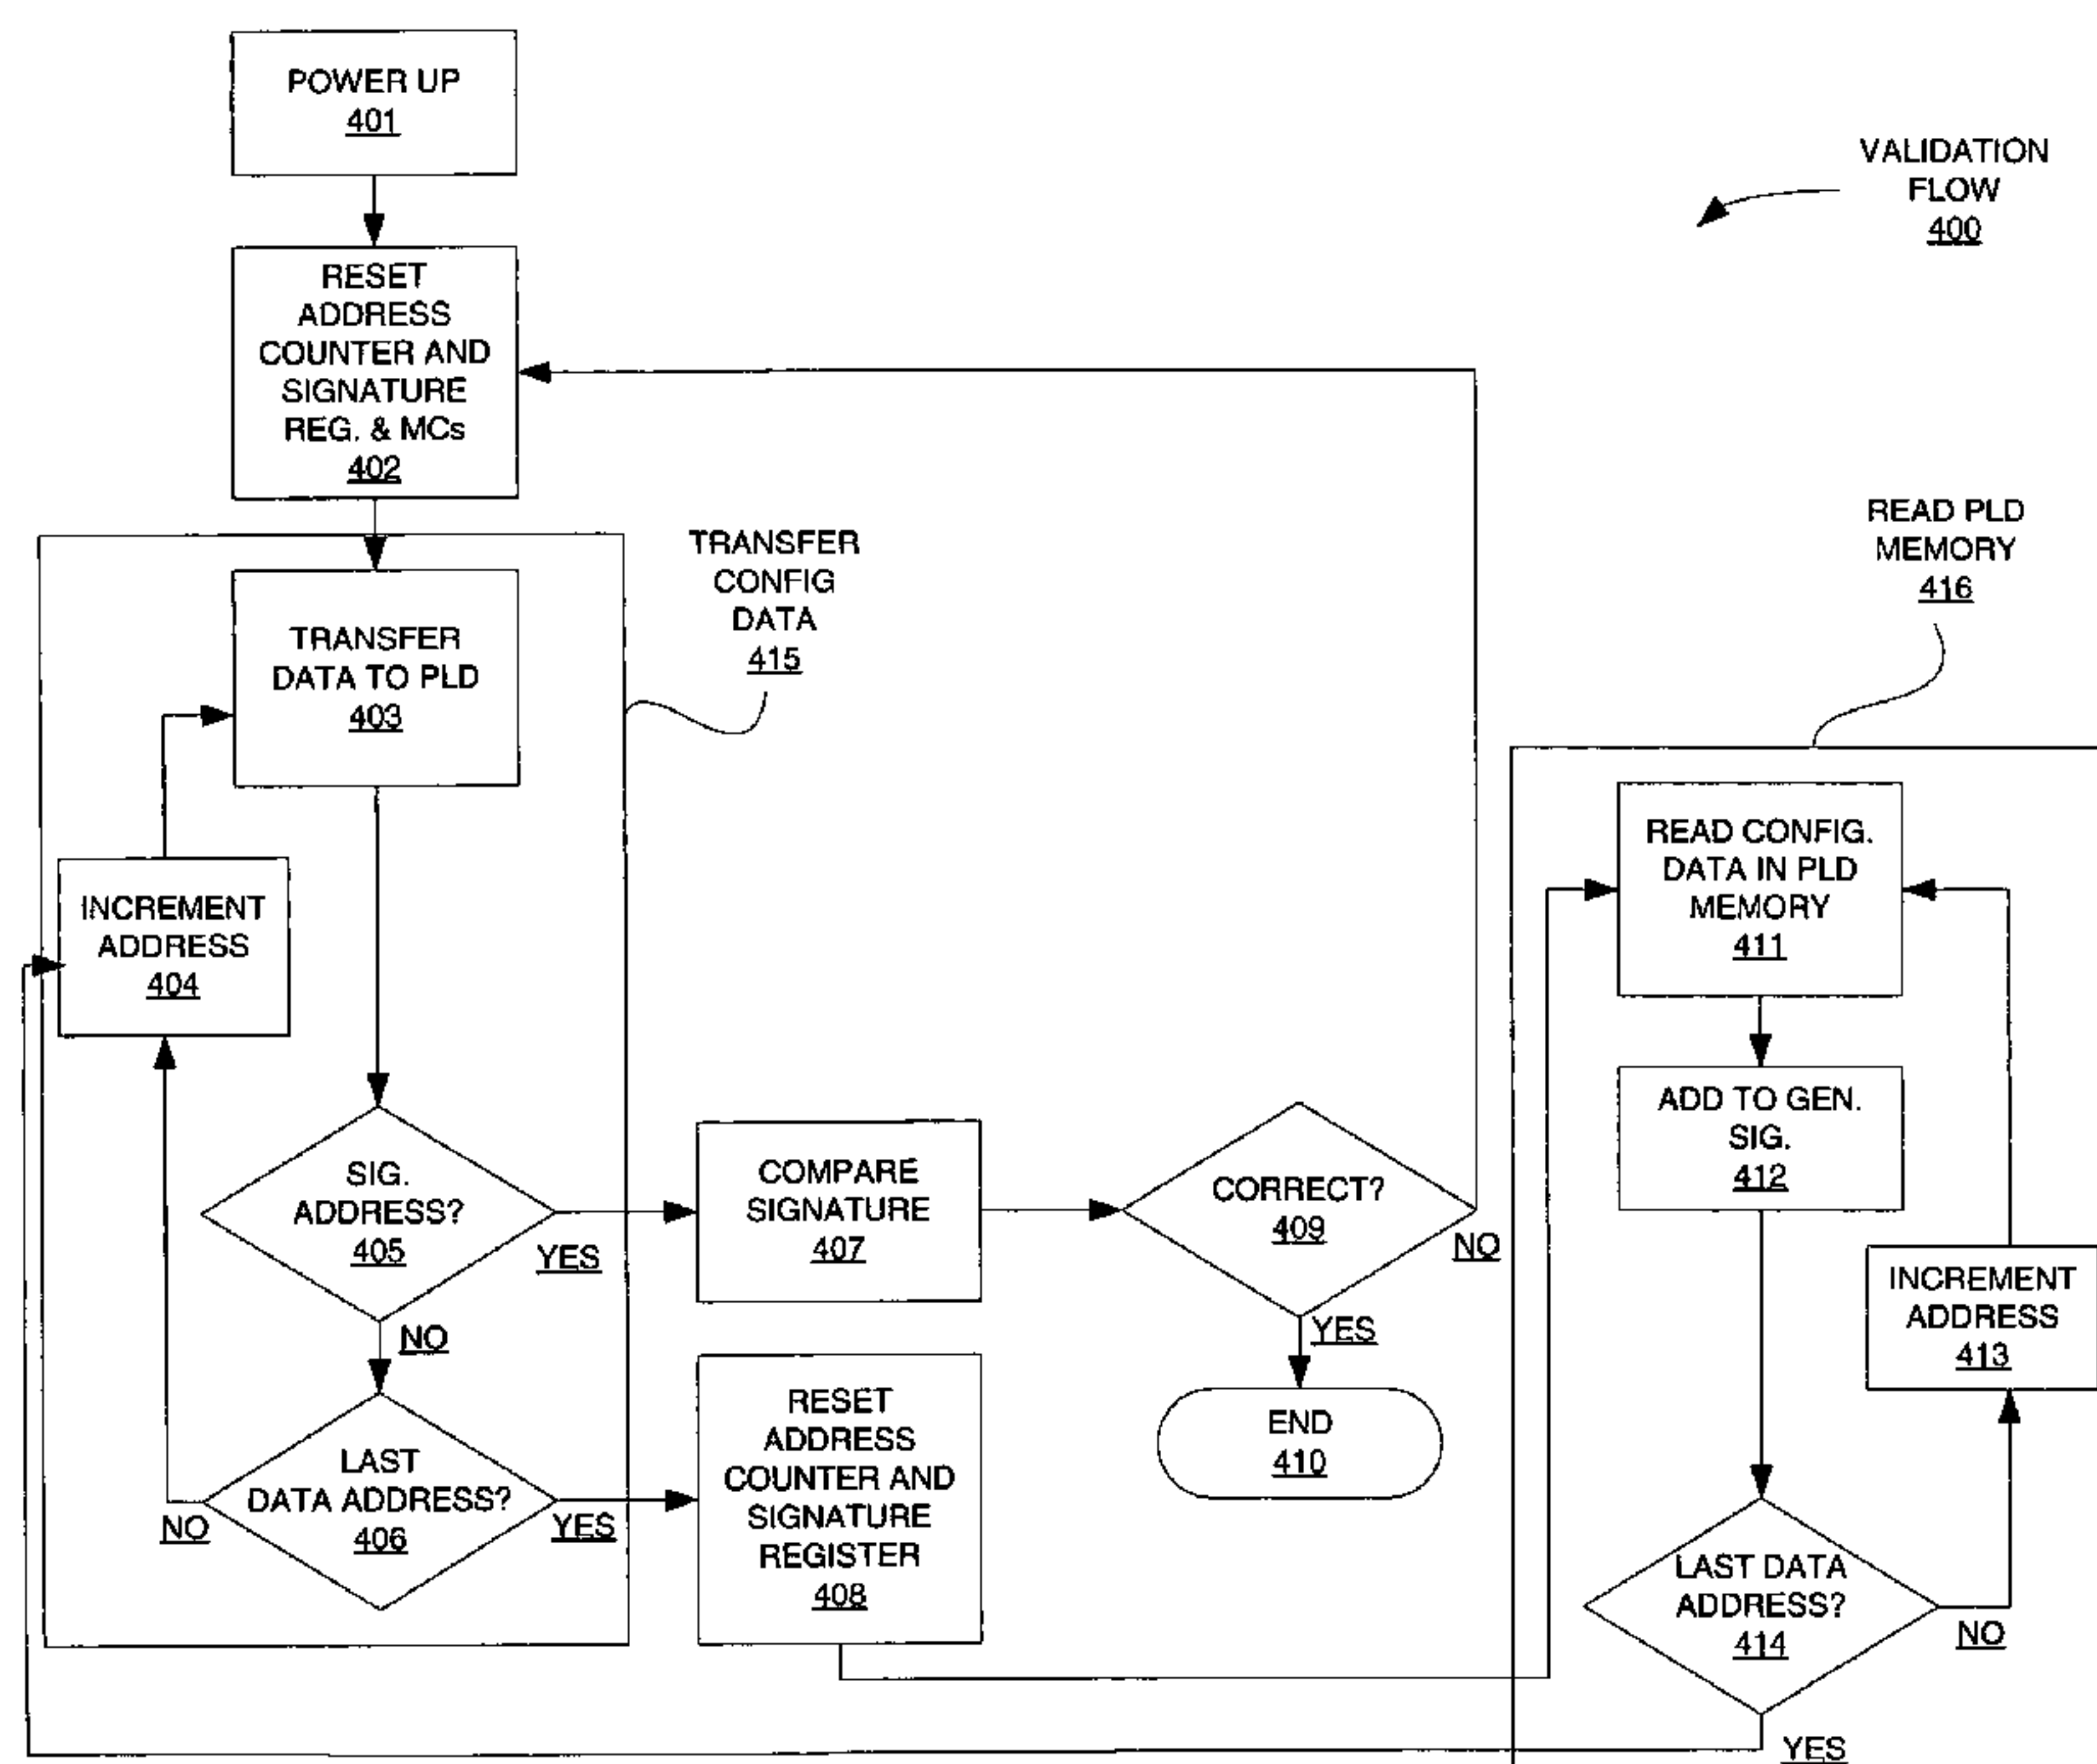 POWER UP
401
VALIDATION
FLOW
400
RESET
ADDRESS
COUNTER AND
SIGNATURE
REG. & MCs
402
TRANSFER
CONFIG
DATA
415
READ PLD
MEMORY
416
TRANSFER
DATA TO PLD
403
INCREMENT
ADDRESS
404
READ CONFIG.
DATA IN PLD
MEMORY
411
ADD TO GEN.
SIG.
412
SIG.
ADDRESS?
405
YES
NO
COMPARE
SIGNATURE
407
CORRECT?
409
NO
YES
INCREMENT
ADDRESS
413
LAST
DATA ADDRESS?
406
NO
YES
RESET
ADDRESS
COUNTER AND
SIGNATURE
REGISTER
408
END
410
LAST DATA
ADDRESS?
414
NO
YES